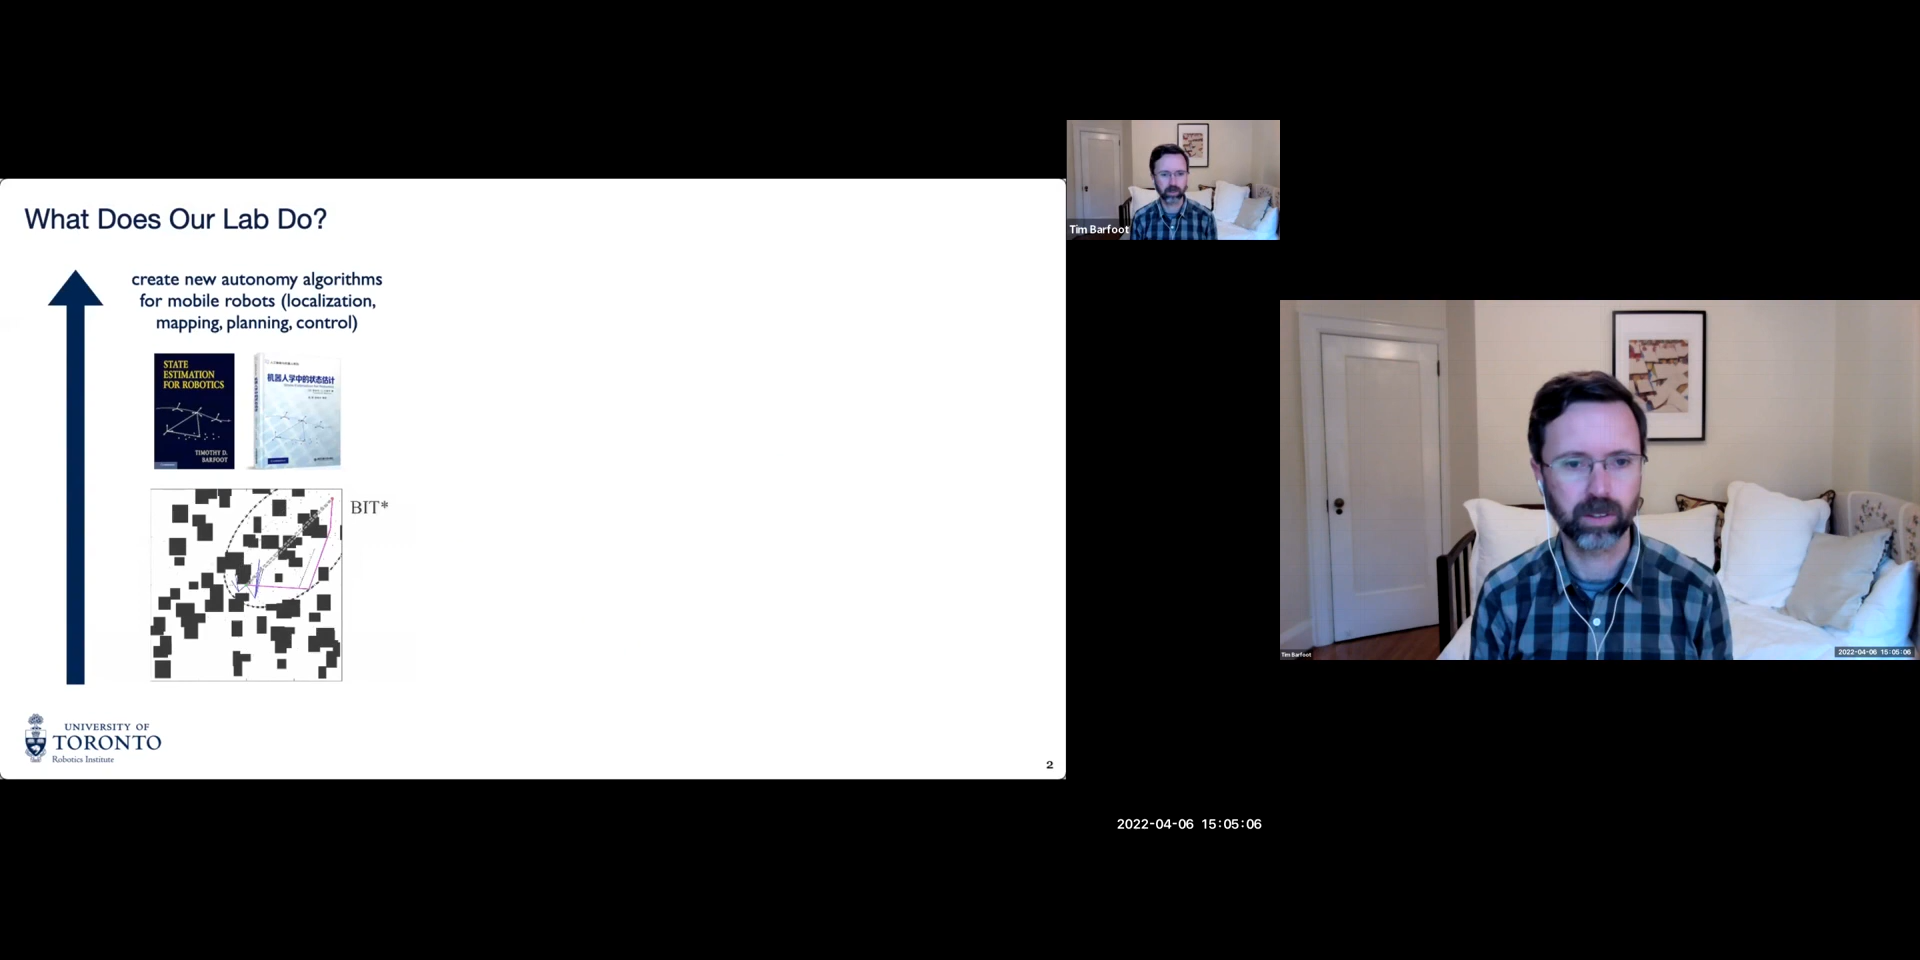 What Does Our Lab Do?
create new autonomy algorithms
for mobile robots (localization,
mapping, planning, control)
STATE
ESTIMATION
FOR ROBOTICS
TIMOTHY D.
BARFOOT
机器人学中的状态估计
BIT*
UNIVERSITY OF
TORONTO
Robotics Institute
2
Tim Barfoot
Tim Barfoot
2022-04-06 15:05:06
2022-04-06 15:05:06